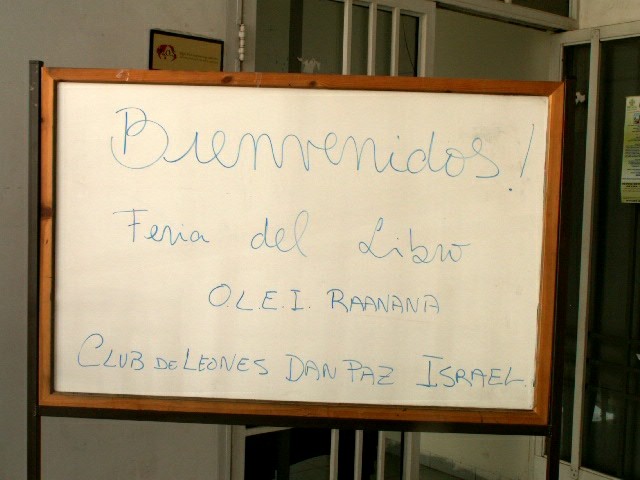 Bienvenidos!
Feria del Libro
O.L.E.I. RAANANA
CLUB DE LEONES DAN PAZ ISRAEL.